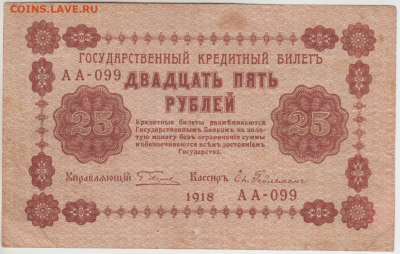 COINS.LAVE.RU
ГОСУДАРСТВЕННЫЙ КРЕДИТНЫЙ БИЛЕТЪ
АА-099
ДВАДЦАТЬ ПЯТЬ
РУБЛЕЙ
25
25
Кредитные билеты размѣниваются
Государственнымъ Банкомъ на золо-
тую монету безъ ограниченія суммы
и обезпечиваются всѣмъ достояніемъ
Государства.
Управляющій
Кассиръ
1918
АА-099